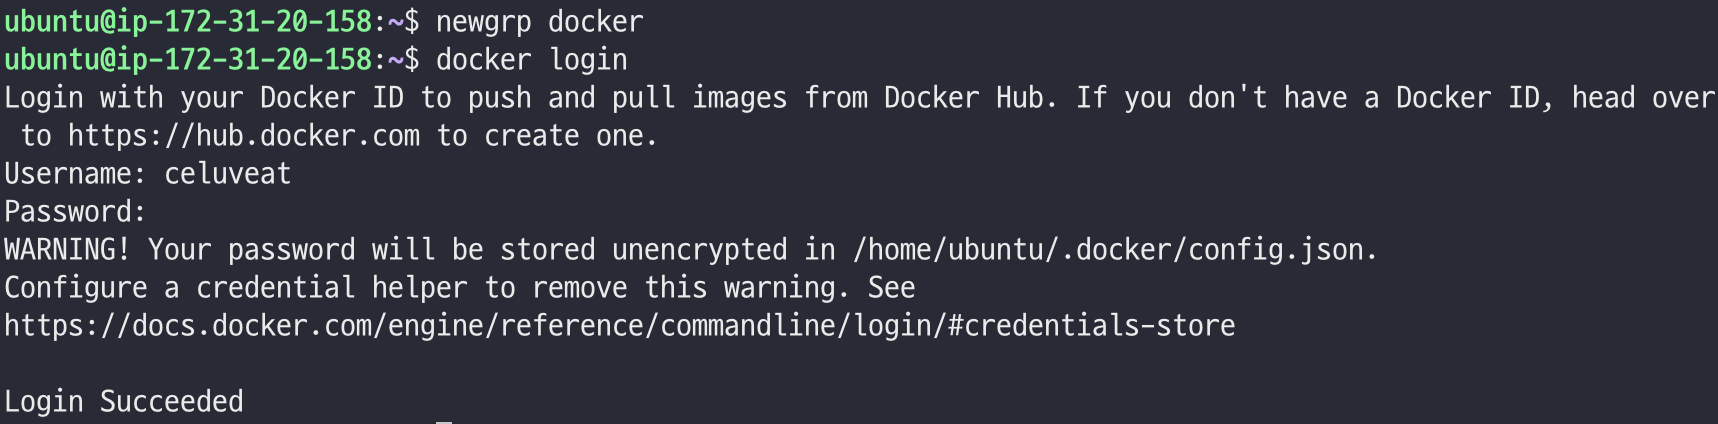 ubuntu@ip-172-31-20-158:~$ newgrp docker
ubuntu@ip-172-31-20-158:~$ docker login
Login with your Docker ID to push and pull images from Docker Hub. If you don't have a Docker ID, head over
 to https://hub.docker.com to create one.
Username: celuveat
Password:
WARNING! Your password will be stored unencrypted in /home/ubuntu/.docker/config.json.
Configure a credential helper to remove this warning. See
https://docs.docker.com/engine/reference/commandline/login/#credentials-store

Login Succeeded